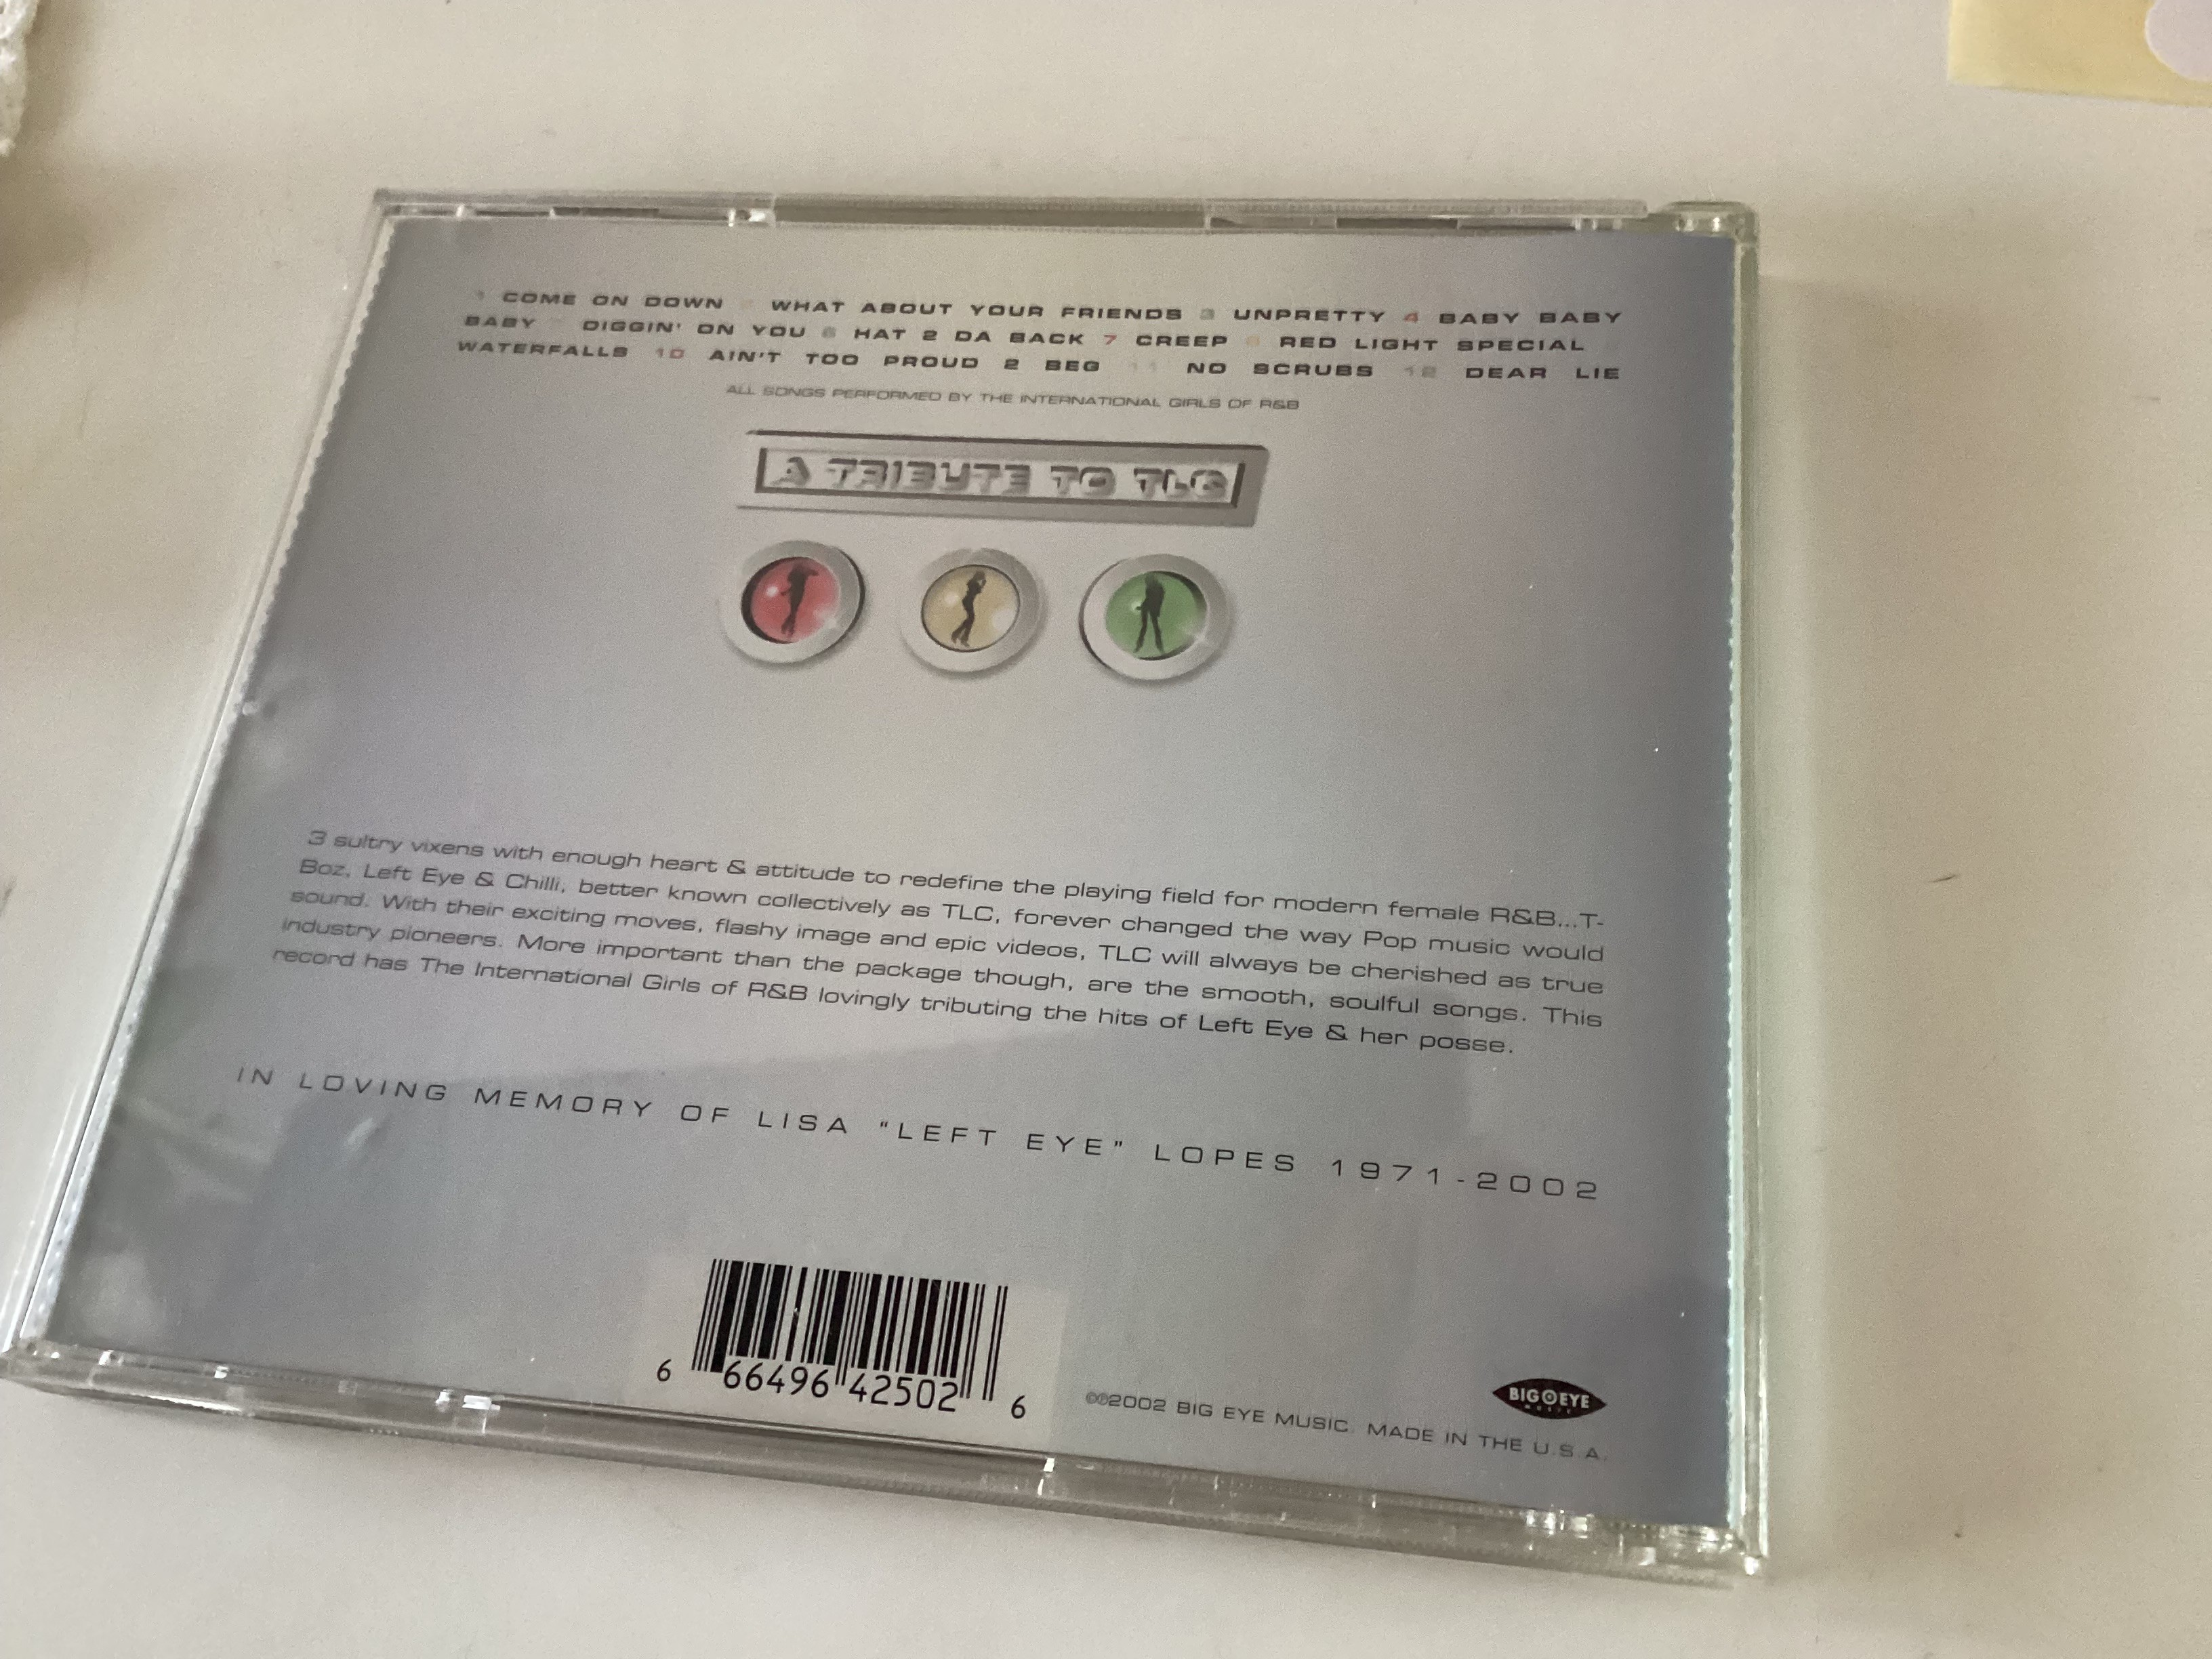 1 COME ON DOWN WHAT ABOUT YOUR FRIENDS 3 UNPRETTY 4 BABY BABY
BABY DIGGIN' ON YOU 6 HAT 2 DA BACK 7 CREEP 8 RED LIGHT SPECIAL
WATERFALLS 10 AIN'T TOO PROUD 2 BEG 11 NO SCRUBS 12 DEAR LIE
ALL SONGS PERFORMED BY THE INTERNATIONAL GIRLS OF R&B
A TRIBUTE TO TLC
3 sultry vixens with enough heart & attitude to redefine the playing field for modern female R&B...T-
Boz, Left Eye & Chilli, better known collectively as TLC, forever changed the way Pop music would
sound. With their exciting moves, flashy image and epic videos, TLC will always be cherished as true
industry pioneers. More important than the package though, are the smooth, soulful songs. This
record has The International Girls of R&B lovingly tributing the hits of Left Eye & her posse.
IN LOVING MEMORY OF LISA "LEFT EYE" LOPES 1971-2002
6 66496 42502 6
©℗2002 BIG EYE MUSIC. MADE IN THE U.S.A.
BIG EYE
MUSIC